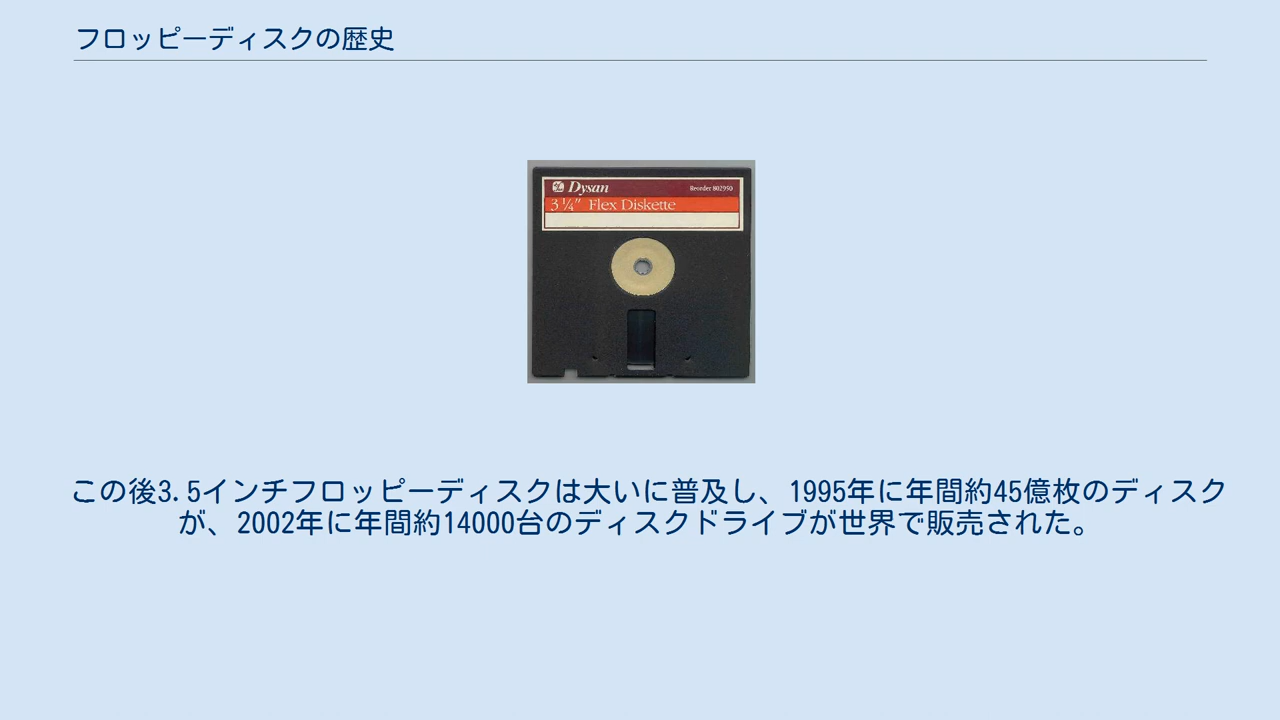 フロッピーディスクの歴史
Dysan
Reorder 802950
3 ¼" Flex Diskette
この後3.5インチフロッピーディスクは大いに普及し、1995年に年間約45億枚のディスク
が、2002年に年間約14000台のディスクドライブが世界で販売された。